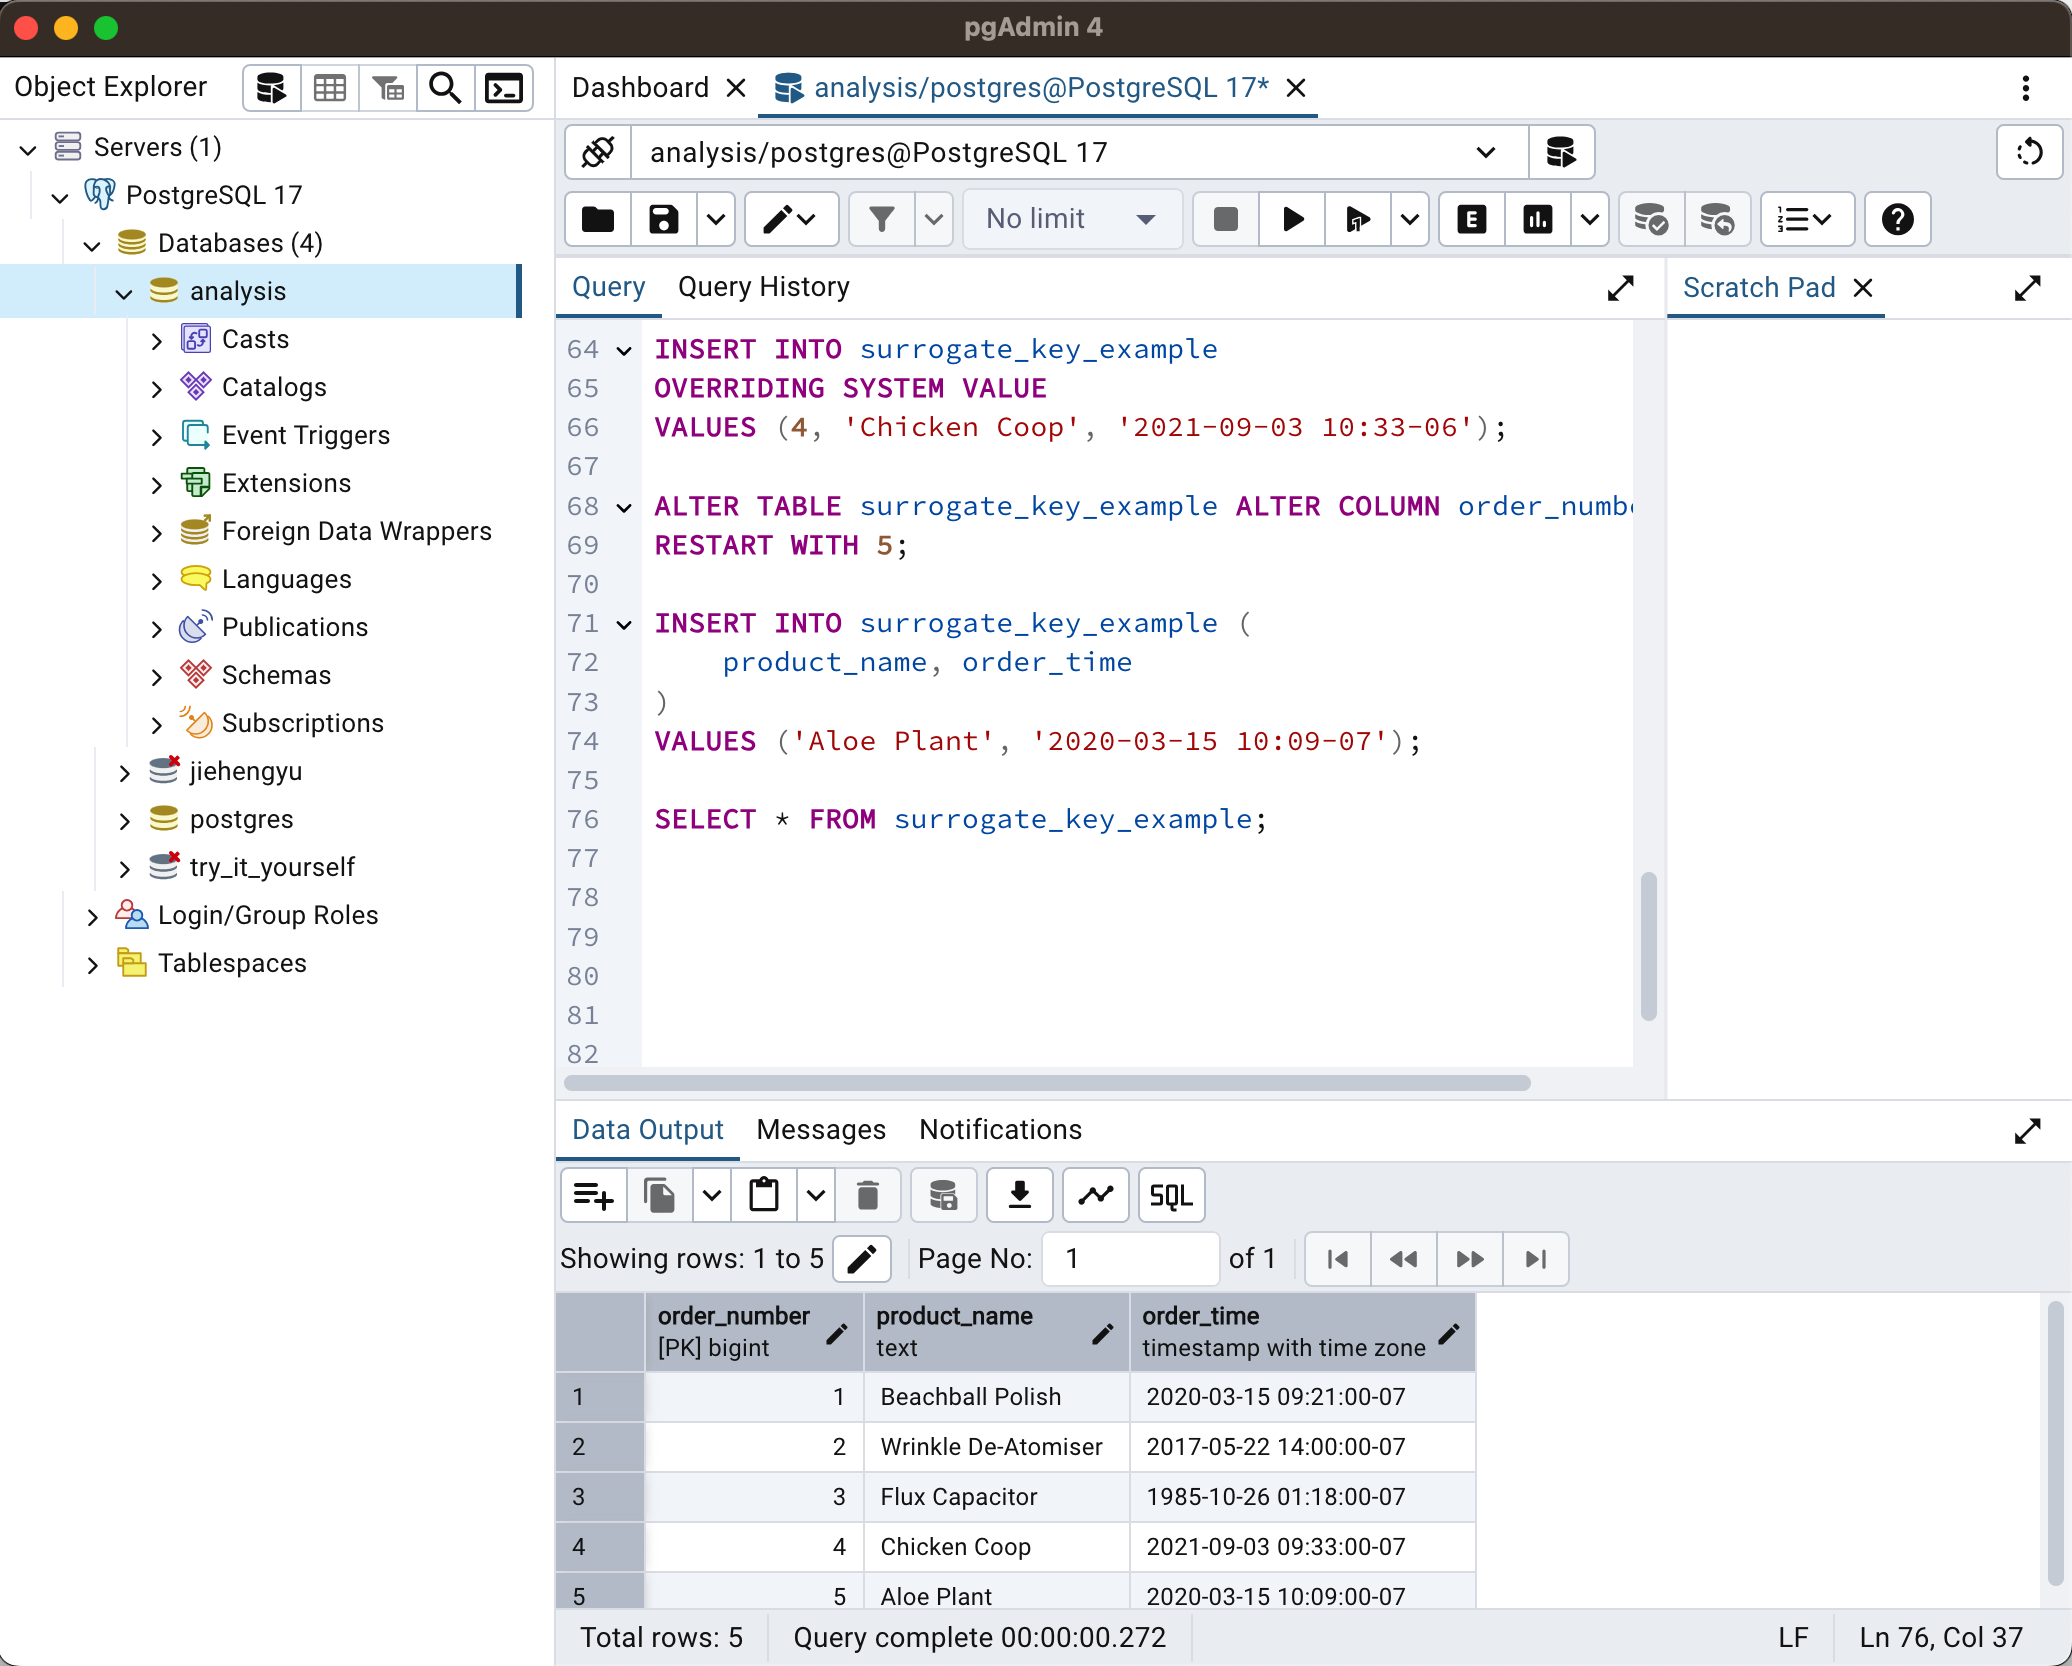 pgAdmin 4
Object Explorer
Servers (1)
PostgreSQL 17
Databases (4)
analysis
Casts
Catalogs
Event Triggers
Extensions
Foreign Data Wrappers
Languages
Publications
Schemas
Subscriptions
jiehengyu
postgres
try_it_yourself
Login/Group Roles
Tablespaces
Dashboard
analysis/postgres@PostgreSQL 17*
analysis/postgres@PostgreSQL 17
No limit
E
Query
Query History
Scratch Pad
64 INSERT INTO surrogate_key_example
65 OVERRIDING SYSTEM VALUE
66 VALUES (4, 'Chicken Coop', '2021-09-03 10:33-06');
67
68 ALTER TABLE surrogate_key_example ALTER COLUMN order_numbe
69 RESTART WITH 5;
70
71 INSERT INTO surrogate_key_example (
72 product_name, order_time
73 )
74 VALUES ('Aloe Plant', '2020-03-15 10:09-07');
75
76 SELECT * FROM surrogate_key_example;
77
78
79
80
81
82
Data Output Messages Notifications
SQL
Showing rows: 1 to 5 Page No: 1 of 1
order_number product_name order_time
[PK] bigint text timestamp with time zone
1 1 Beachball Polish 2020-03-15 09:21:00-07
2 2 Wrinkle De-Atomiser 2017-05-22 14:00:00-07
3 3 Flux Capacitor 1985-10-26 01:18:00-07
4 4 Chicken Coop 2021-09-03 09:33:00-07
5 5 Aloe Plant 2020-03-15 10:09:00-07
Total rows: 5 Query complete 00:00:00.272 LF Ln 76, Col 37